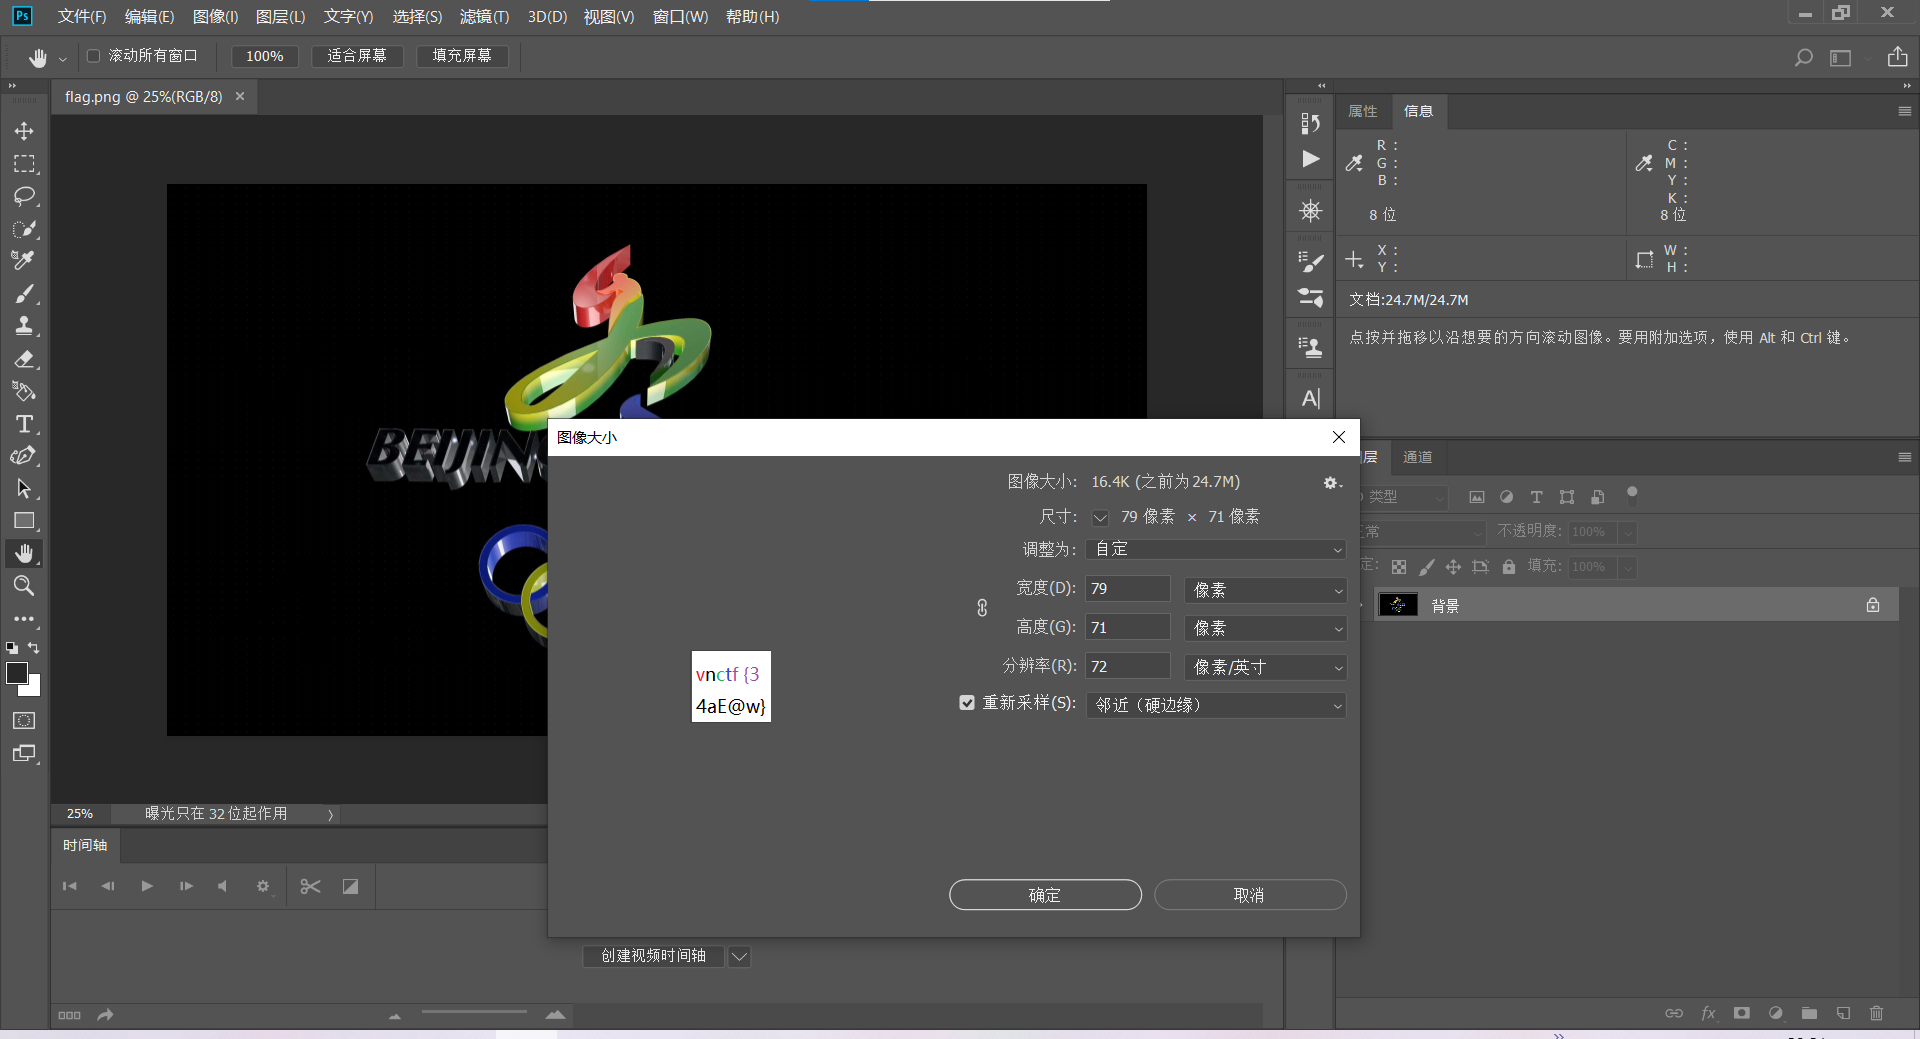 Ps 文件(F) 编辑(E) 图像(I) 图层(L) 文字(Y) 选择(S) 滤镜(T) 3D(D) 视图(V) 窗口(W) 帮助(H)
滚动所有窗口 100% 适合屏幕 填充屏幕
flag.png @ 25%(RGB/8)
属性 信息
R : C :
G : M :
B : Y :
K :
8 位 8 位
X : W :
Y : H :
文档:24.7M/24.7M
点按并拖移以沿想要的方向滚动图像。要用附加选项，使用 Alt 和 Ctrl 键。
BEIJING
图像大小
图像大小: 16.4K (之前为24.7M)
尺寸: 79 像素 × 71 像素
调整为: 自定
宽度(D): 79 像素
高度(G): 71 像素
分辨率(R): 72 像素/英寸
重新采样(S): 邻近（硬边缘）
vnctf {3
4aE@w}
确定 取消
层 通道
类型
常 不透明度: 100%
定: 填充: 100%
背景
25% 曝光只在 32 位起作用
时间轴
创建视频时间轴
fx